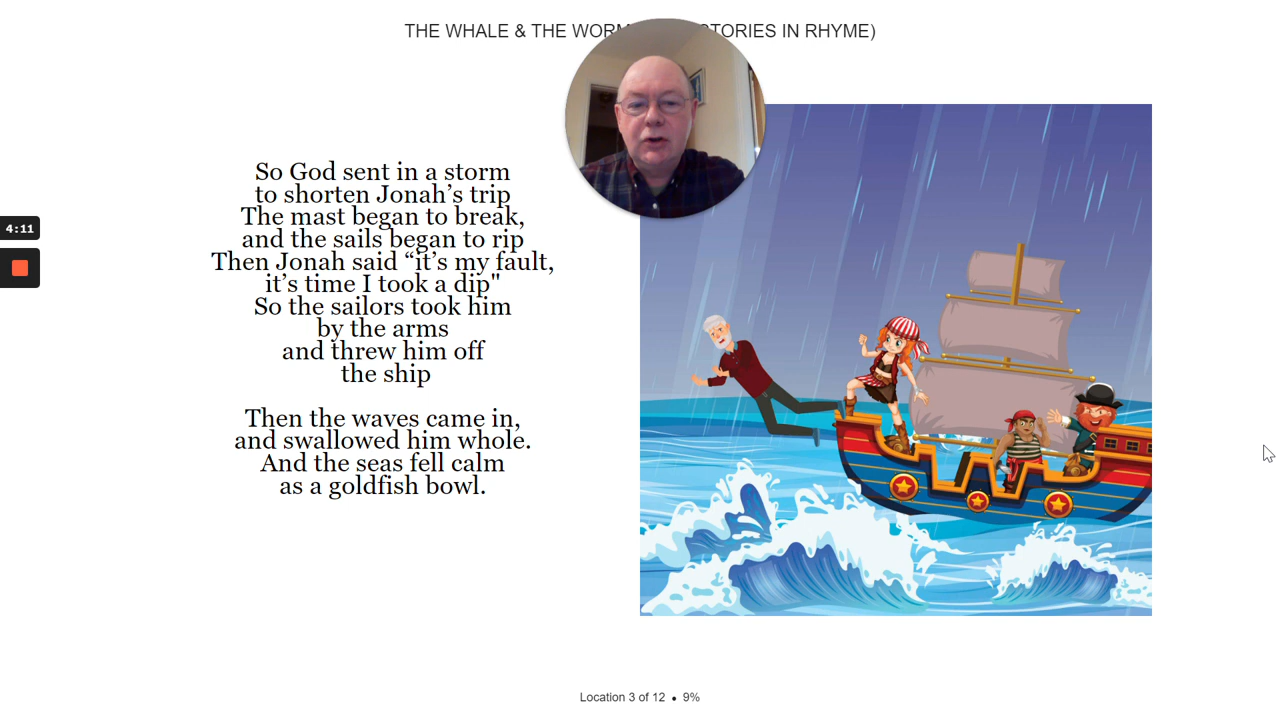 THE WHALE & THE WORM STORIES IN RHYME)
So God sent in a storm
to shorten Jonah’s trip
The mast began to break,
and the sails began to rip
Then Jonah said “it’s my fault,
it’s time I took a dip"
So the sailors took him
by the arms
and threw him off
the ship
Then the waves came in,
and swallowed him whole.
And the seas fell calm
as a goldfish bowl.
4:11
Location 3 of 12 • 9%